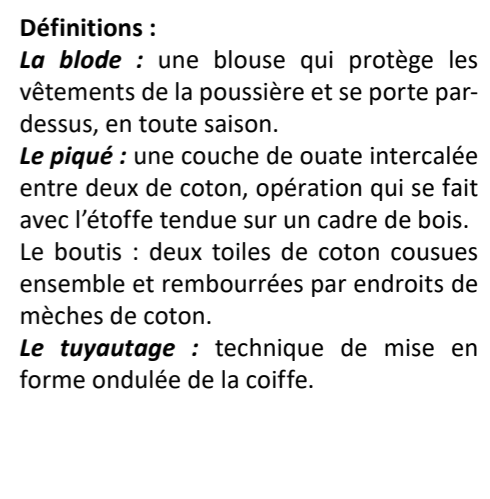 Définitions :
La blode : une blouse qui protège les
vêtements de la poussière et se porte par-
dessus, en toute saison.
Le piqué : une couche de ouate intercalée
entre deux de coton, opération qui se fait
avec l’étoffe tendue sur un cadre de bois.
Le boutis : deux toiles de coton cousues
ensemble et rembourrées par endroits de
mèches de coton.
Le tuyautage : technique de mise en
forme ondulée de la coiffe.